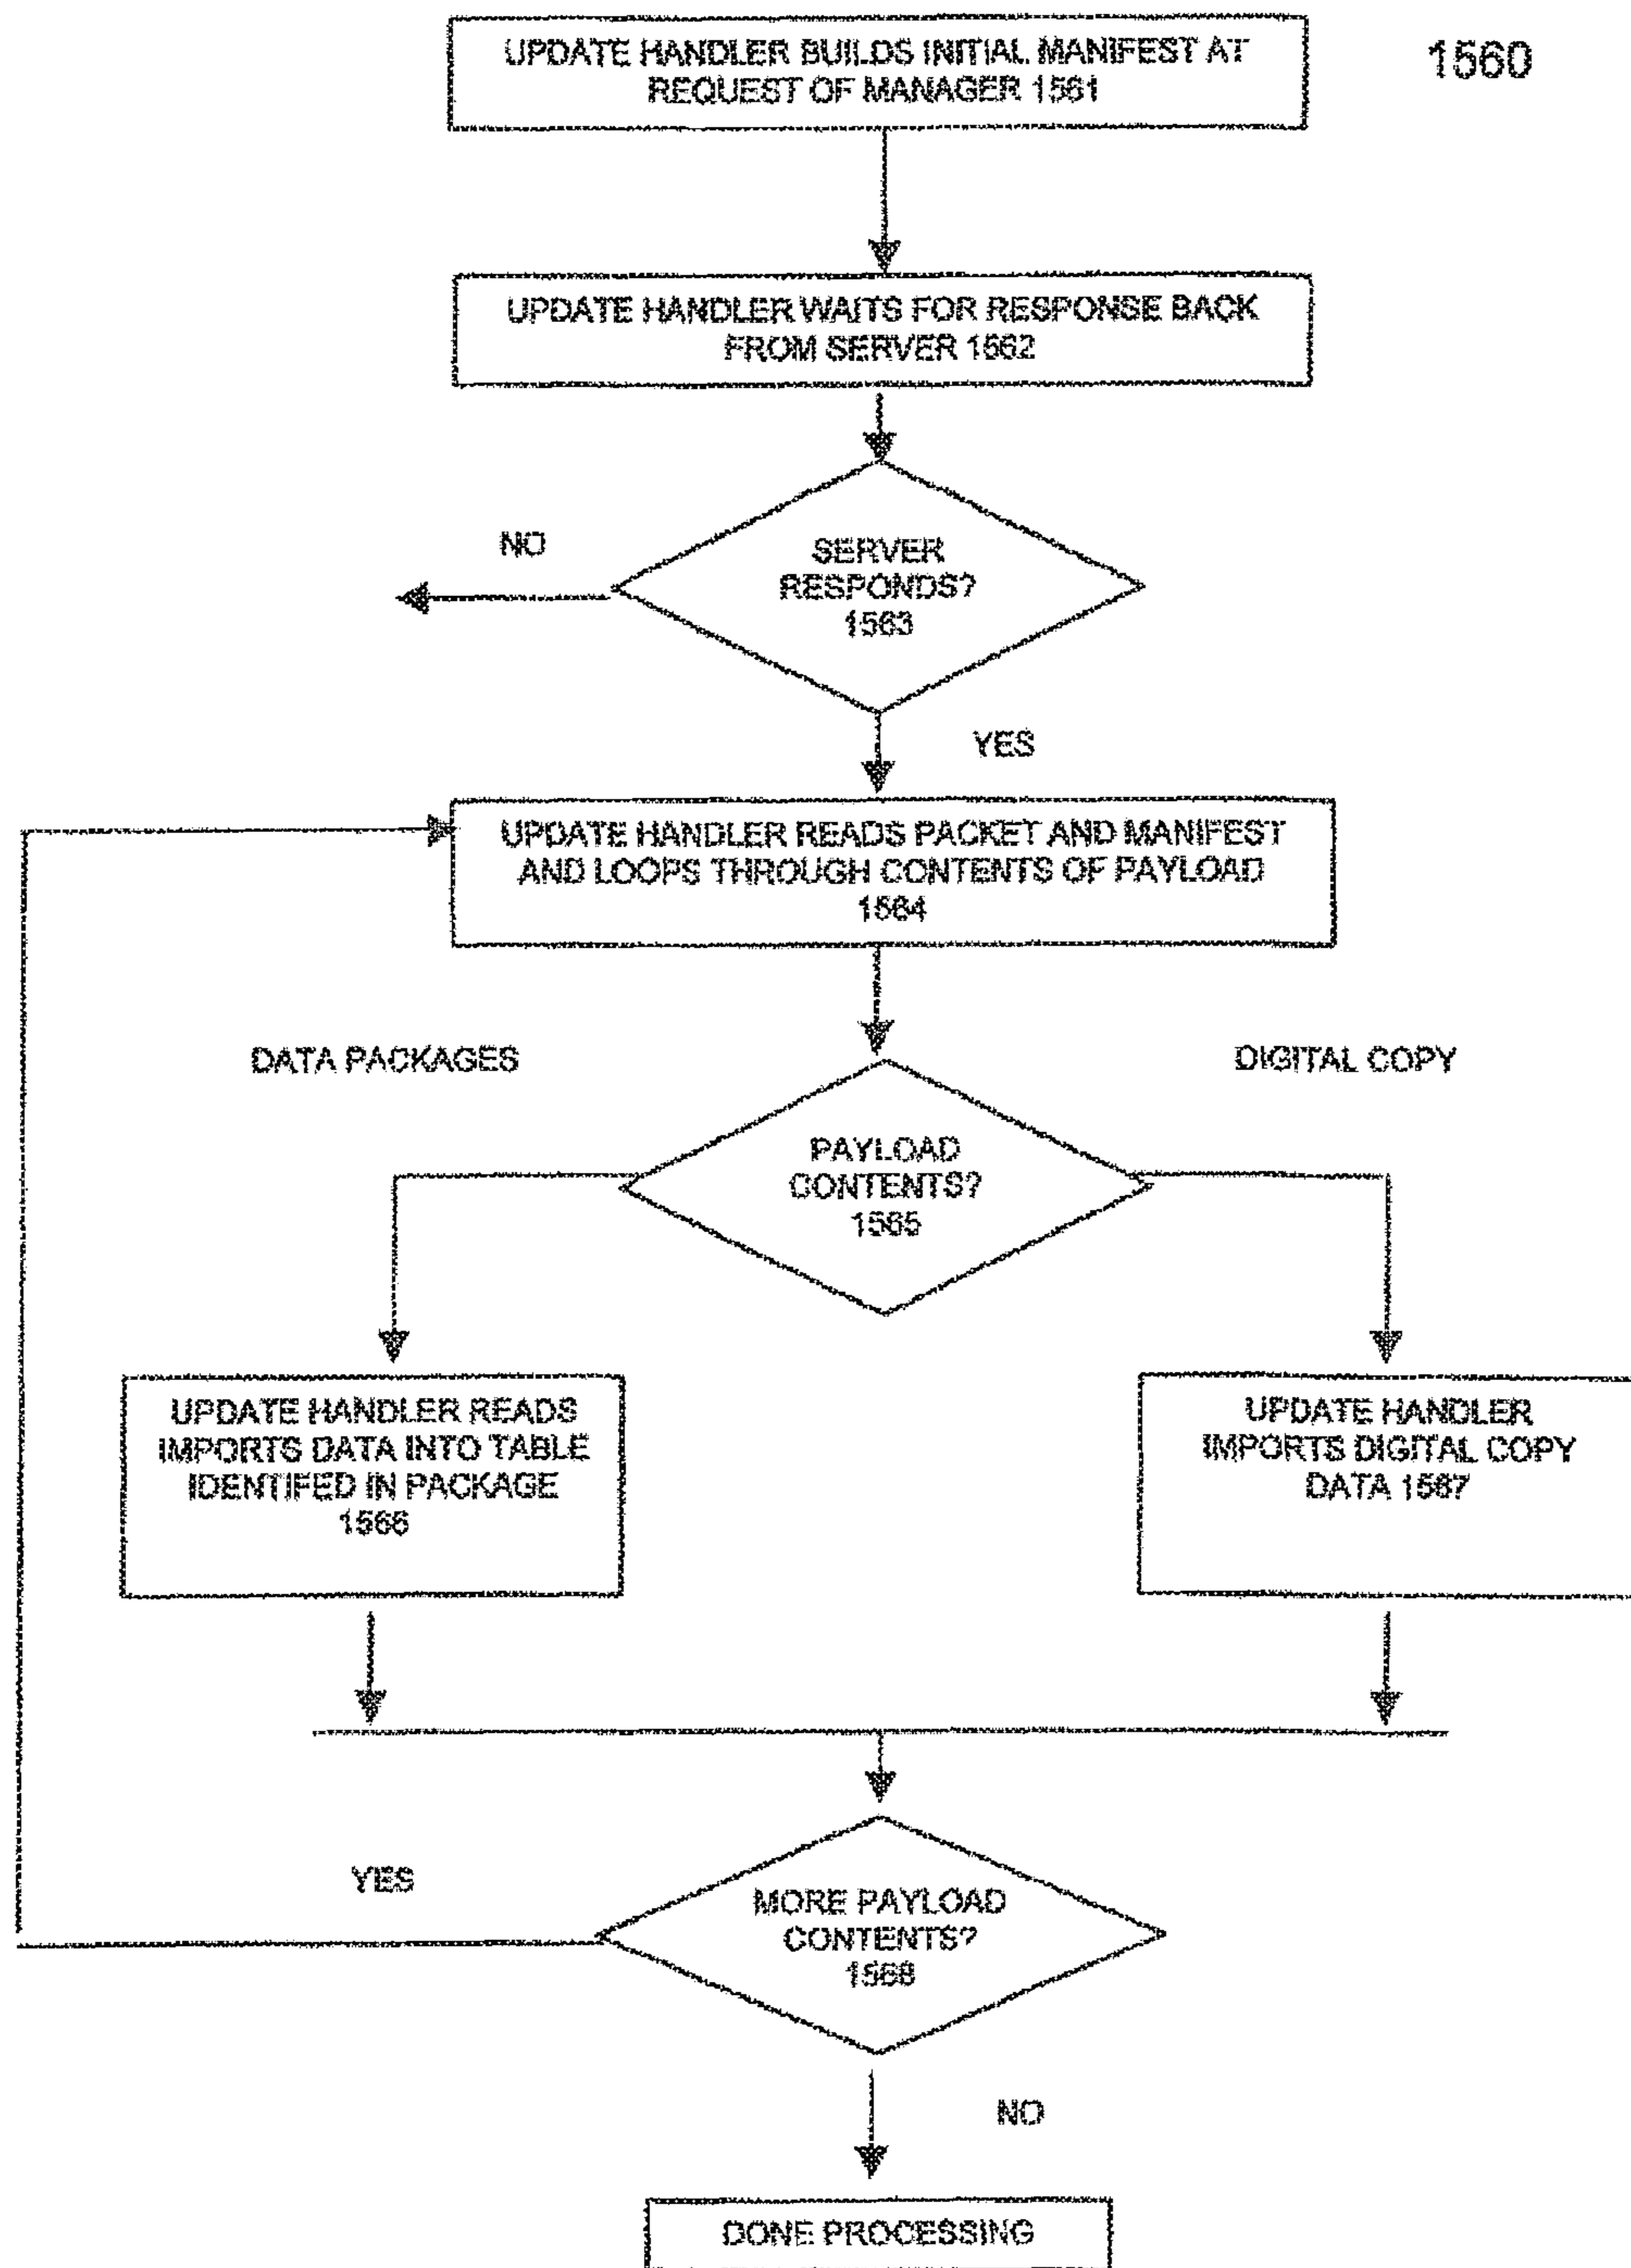 1560
UPDATE HANDLER BUILDS INITIAL MANIFEST AT
REQUEST OF MANAGER 1561
UPDATE HANDLER WAITS FOR RESPONSE BACK
FROM SERVER 1562
NO
SERVER
RESPONDS?
1563
YES
UPDATE HANDLER READS PACKET AND MANIFEST
AND LOOPS THROUGH CONTENTS OF PAYLOAD
1564
DATA PACKAGES
DIGITAL COPY
PAYLOAD
CONTENTS?
1565
UPDATE HANDLER READS
IMPORTS DATA INTO TABLE
IDENTIFED IN PACKAGE
1566
UPDATE HANDLER
IMPORTS DIGITAL COPY
DATA 1567
YES
MORE PAYLOAD
CONTENTS?
1568
NO
DONE PROCESSING